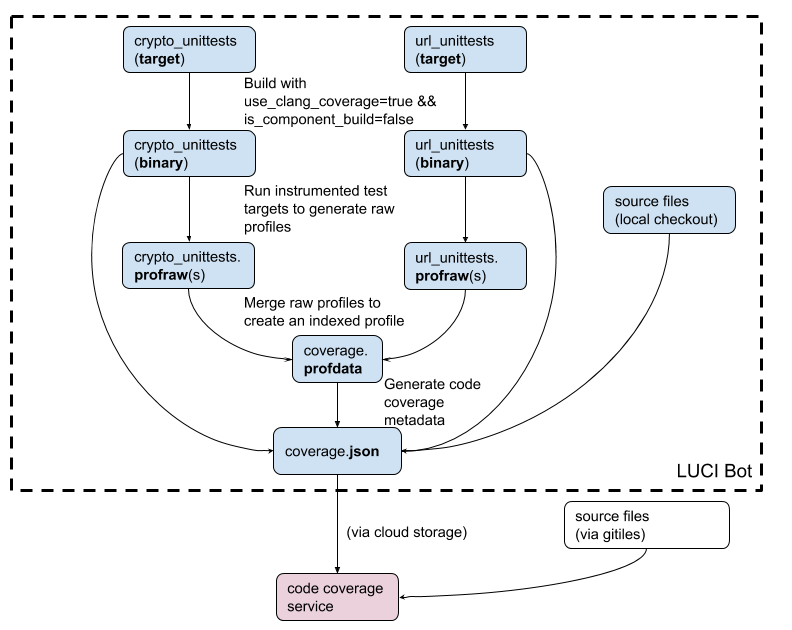 crypto_unittests
(target)
url_unittests
(target)
Build with
use_clang_coverage=true &&
is_component_build=false
crypto_unittests
(binary)
url_unittests
(binary)
Run instrumented test
targets to generate raw
profiles
source files
(local checkout)
crypto_unittests.
profraw(s)
url_unittests.
profraw(s)
Merge raw profiles to
create an indexed profile
coverage.
profdata
Generate code
coverage
metadata
coverage.json
LUCI Bot
(via cloud storage)
source files
(via gitiles)
code coverage
service